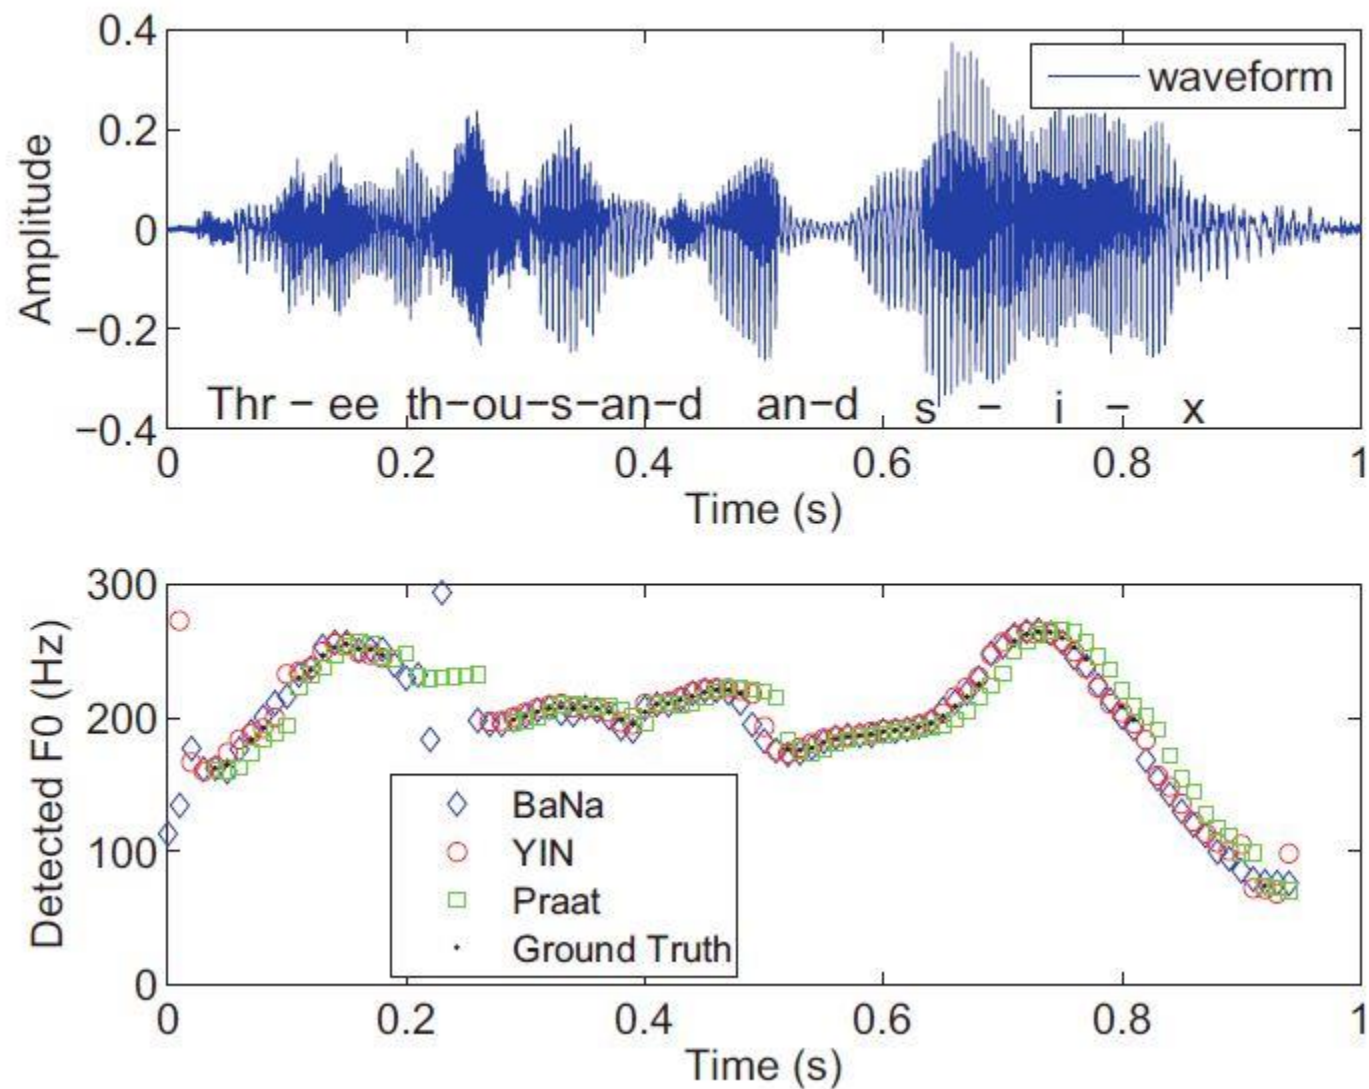 0.4
0.2
0
−0.2
−0.4
Amplitude
waveform
Thr − ee th−ou−s−an−d an−d s − i − x
0 0.2 0.4 0.6 0.8 1
Time (s)
300
200
100
0
Detected F0 (Hz)
BaNa
YIN
Praat
Ground Truth
0 0.2 0.4 0.6 0.8 1
Time (s)